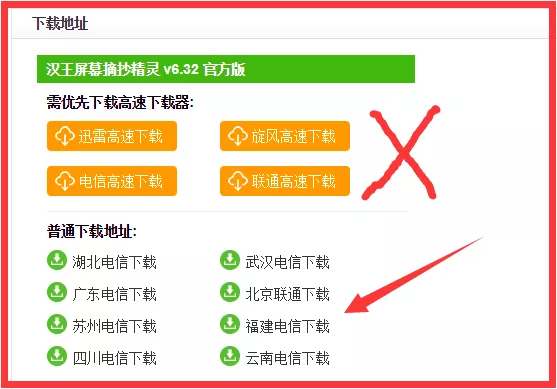 下载地址
汉王屏幕摘抄精灵 v6.32 官方版
需优先下载高速下载器:
迅雷高速下载 旋风高速下载
电信高速下载 联通高速下载
普通下载地址:
湖北电信下载 武汉电信下载
广东电信下载 北京联通下载
苏州电信下载 福建电信下载
四川电信下载 云南电信下载